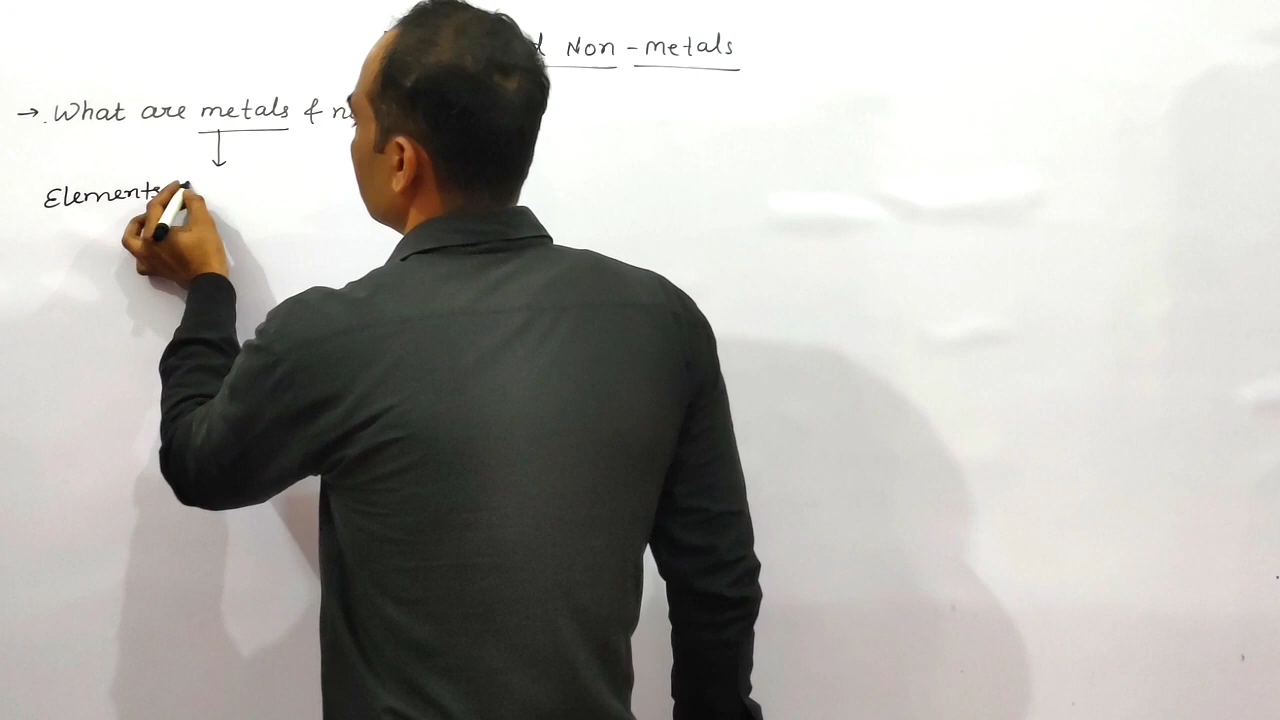 Non - metals
→ What are metals & n
Elements